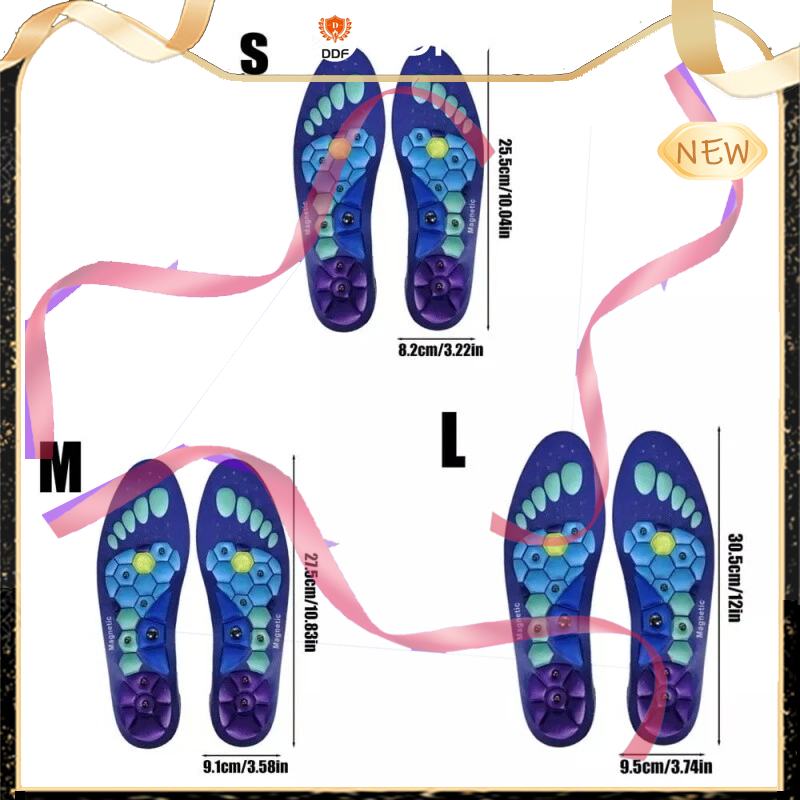 S
DDF
NEW
Magnetic
Magnetic
25.5cm/10.04in
8.2cm/3.22in
M
L
Magnetic
Magnetic
27.5cm/10.83in
9.1cm/3.58in
Magnetic
Magnetic
30.5cm/12in
9.5cm/3.74in